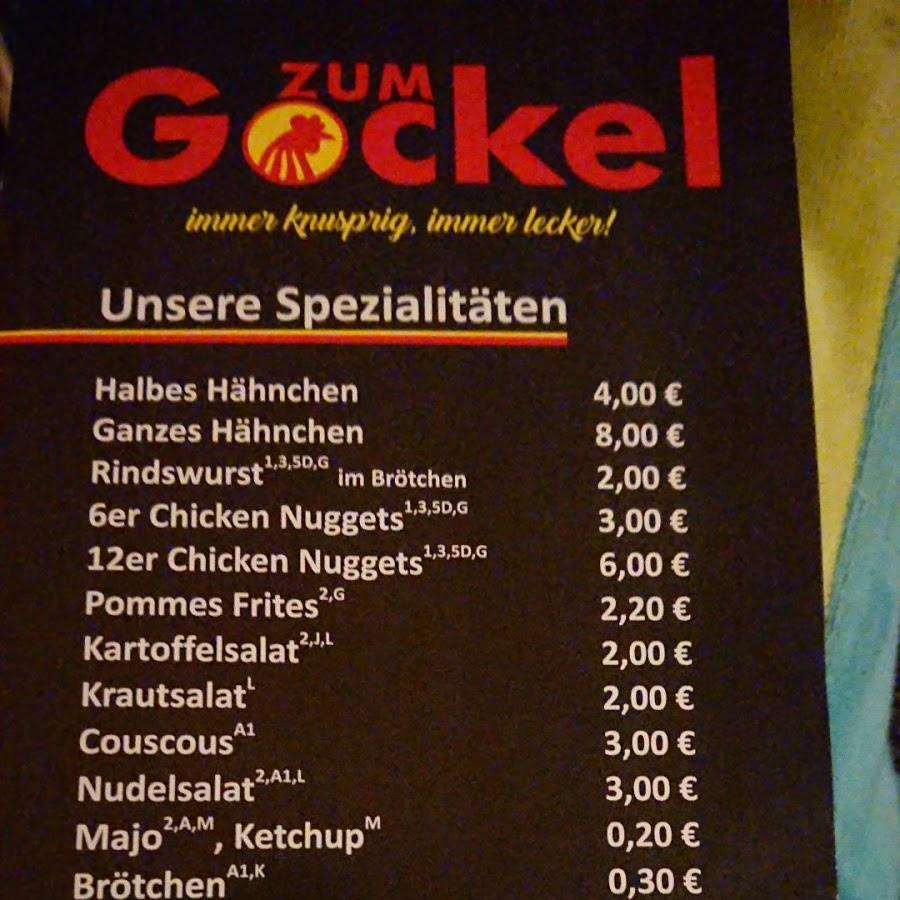 ZUM
Gockel
immer knusprig, immer lecker!
Unsere Spezialitäten
Halbes Hähnchen 4,00 €
Ganzes Hähnchen 8,00 €
Rindswurst1,3,5D,G im Brötchen 2,00 €
6er Chicken Nuggets1,3,5D,G 3,00 €
12er Chicken Nuggets1,3,5D,G 6,00 €
Pommes Frites2,G 2,20 €
Kartoffelsalat2,J,L 2,00 €
Krautsalat L 2,00 €
Couscous A1 3,00 €
Nudelsalat2,A1,L 3,00 €
Majo2,A,M, Ketchup M 0,20 €
Brötchen A1,K 0,30 €